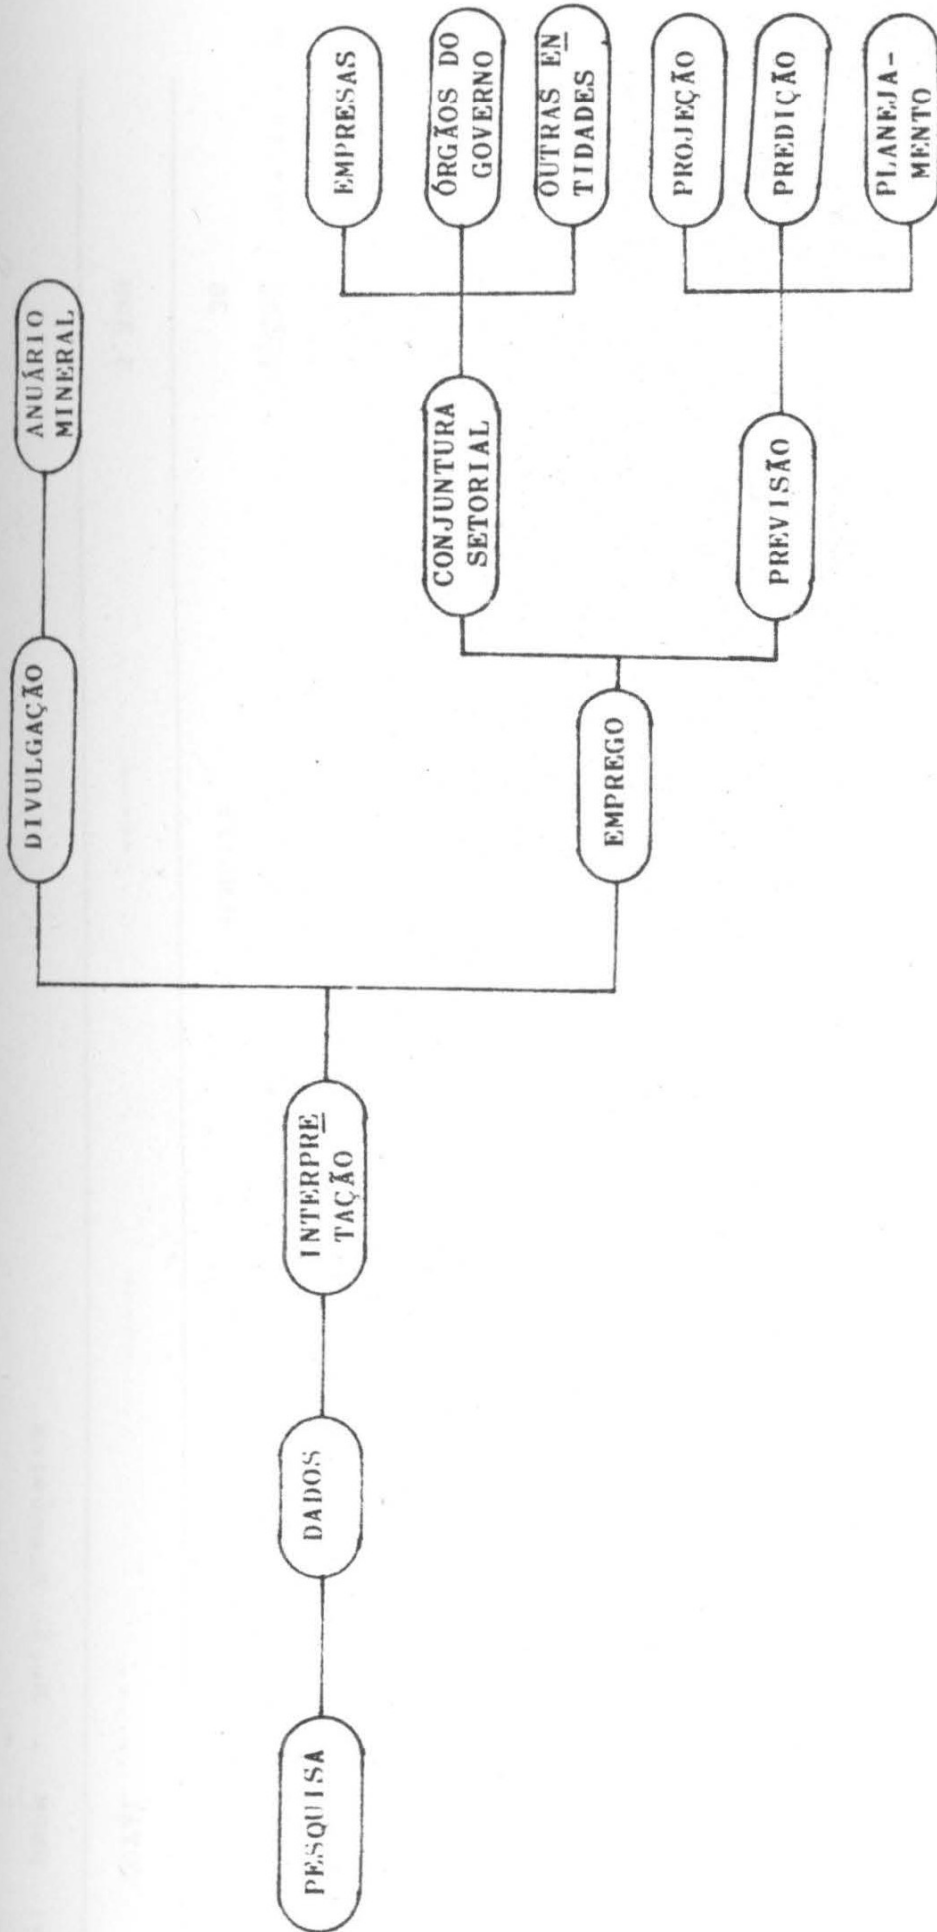 PESQUISA
DADOS
INTERPRE
TAÇÃO
DIVULGAÇÃO
ANUÁRIO
MINERAL
EMPREGO
CONJUNTURA
SETORIAL
EMPRESAS
ÓRGÃOS DO
GOVERNO
OUTRAS EN
TIDADES
PREVISÃO
PROJEÇÃO
PREDIÇÃO
PLANEJA-
MENTO